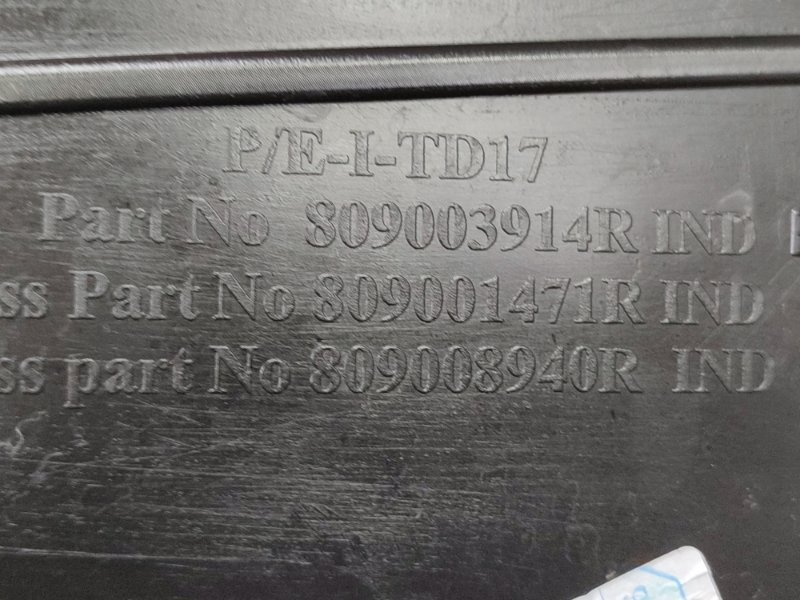 P/E-I-TD17
Part No 809003914R IND
ss Part No 809001471R IND
ss part No 809008940R IND